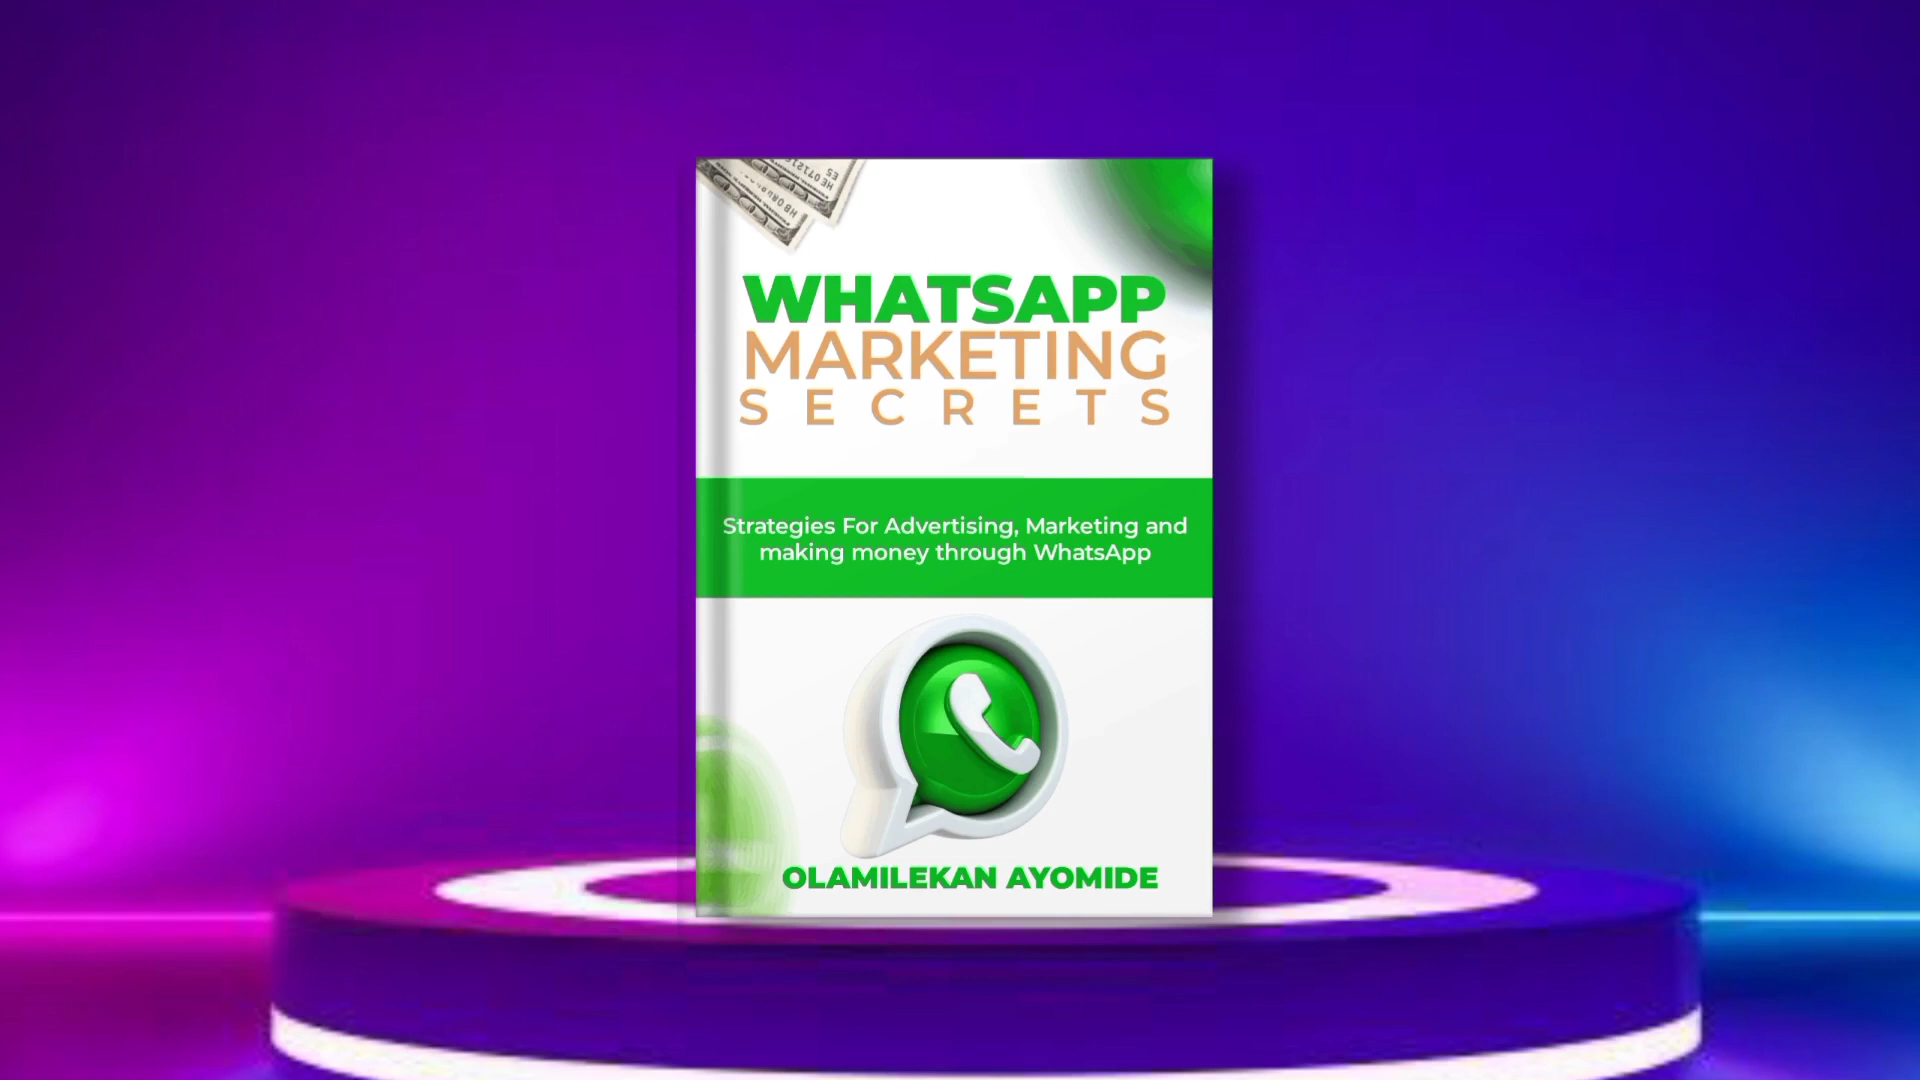 WHATSAPP
MARKETING
SECRETS
Strategies For Advertising, Marketing and
making money through WhatsApp
OLAMILEKAN AYOMIDE